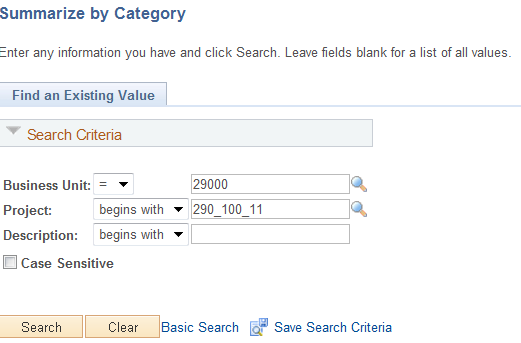 Summarize by Category
Enter any information you have and click Search. Leave fields blank for a list of all values.
Find an Existing Value
Search Criteria
Business Unit: = 29000
Project: begins with 290_100_11
Description: begins with
Case Sensitive
Search Clear Basic Search Save Search Criteria